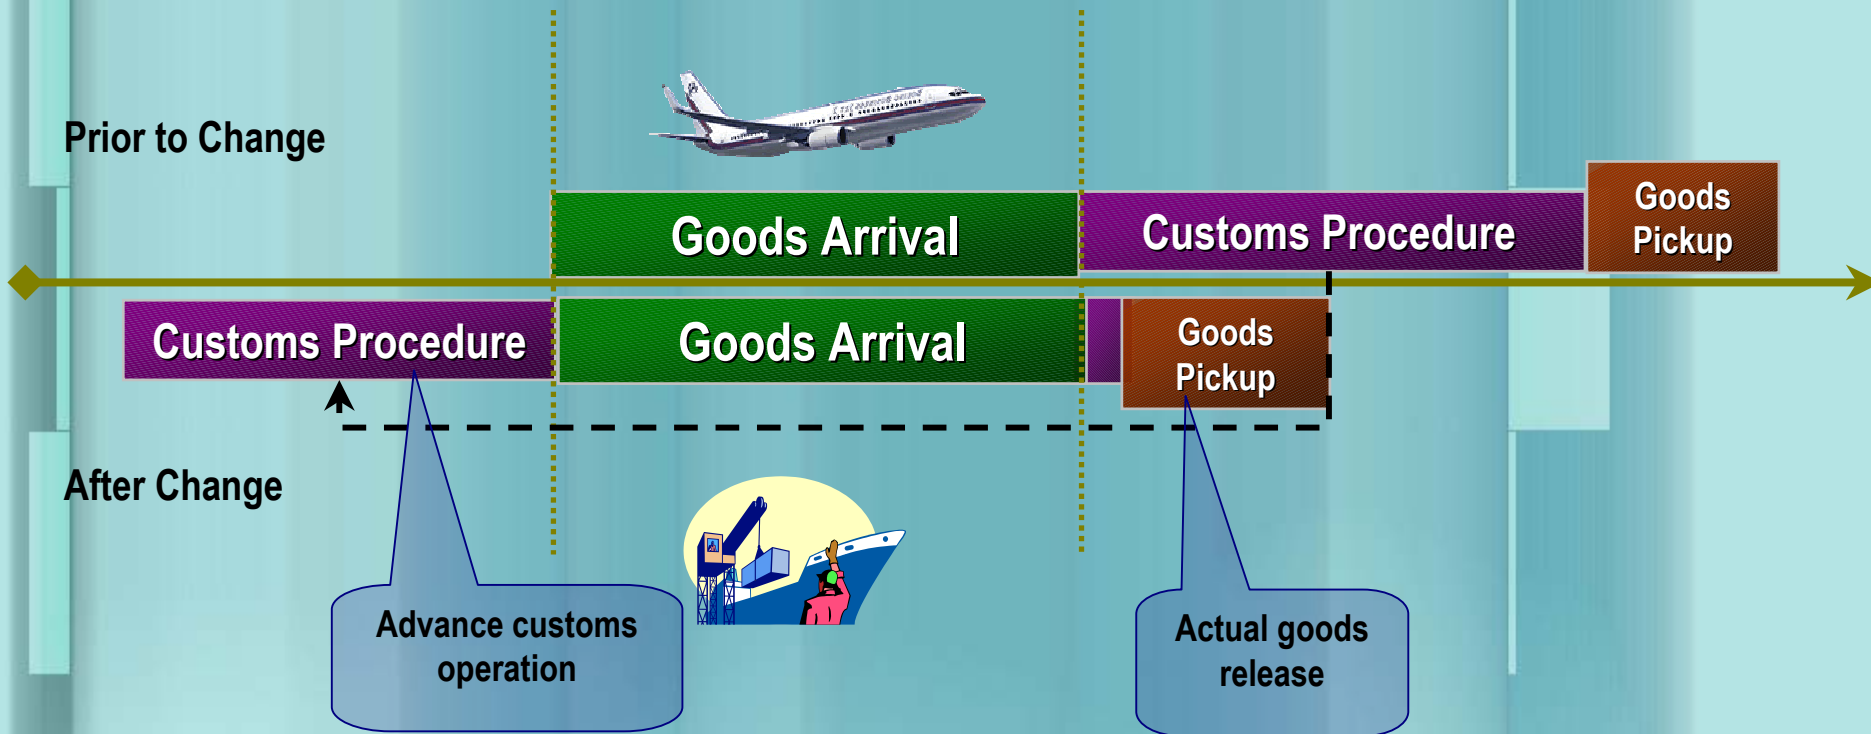 Prior to Change
Goods Arrival
Customs Procedure
Goods
Pickup
Customs Procedure
Goods Arrival
Goods
Pickup
After Change
Advance customs
operation
Actual goods
release